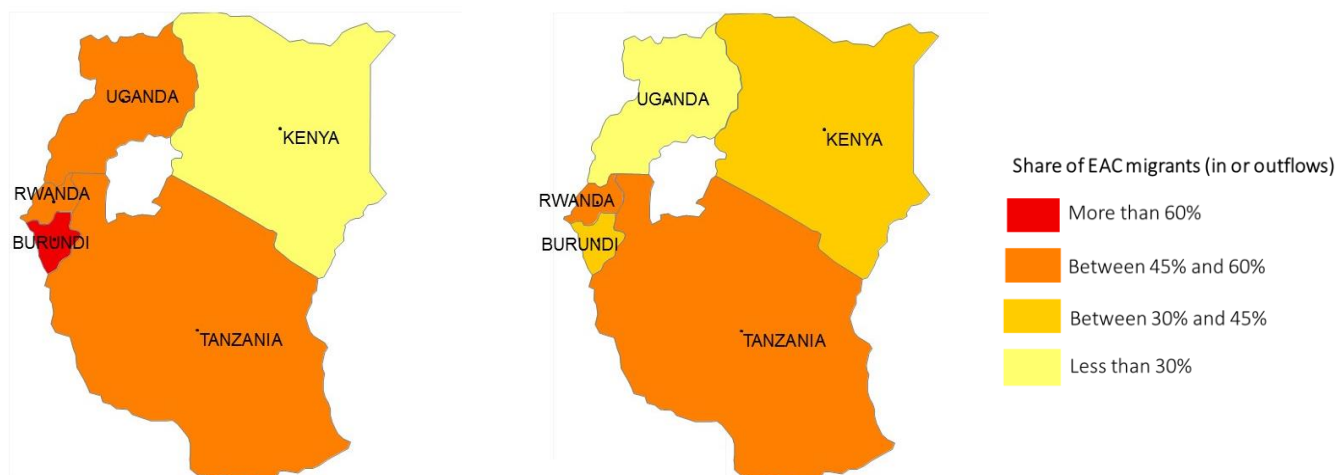 UGANDA
KENYA
RWANDA
BURUNDI
TANZANIA
UGANDA
KENYA
RWANDA
BURUNDI
TANZANIA
Share of EAC migrants (in or outflows)
More than 60%
Between 45% and 60%
Between 30% and 45%
Less than 30%